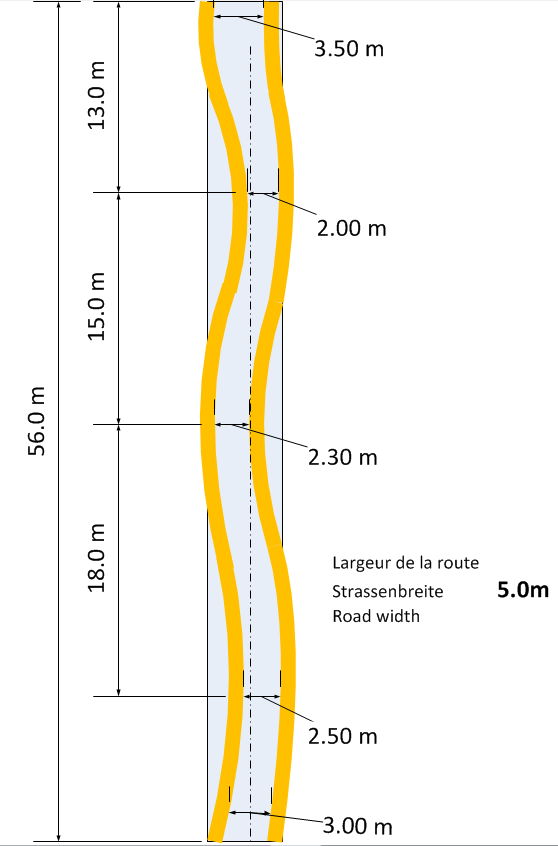 3.50 m
13.0 m
2.00 m
15.0 m
56.0 m
2.30 m
18.0 m
Largeur de la route
Strassenbreite 5.0m
Road width
2.50 m
3.00 m